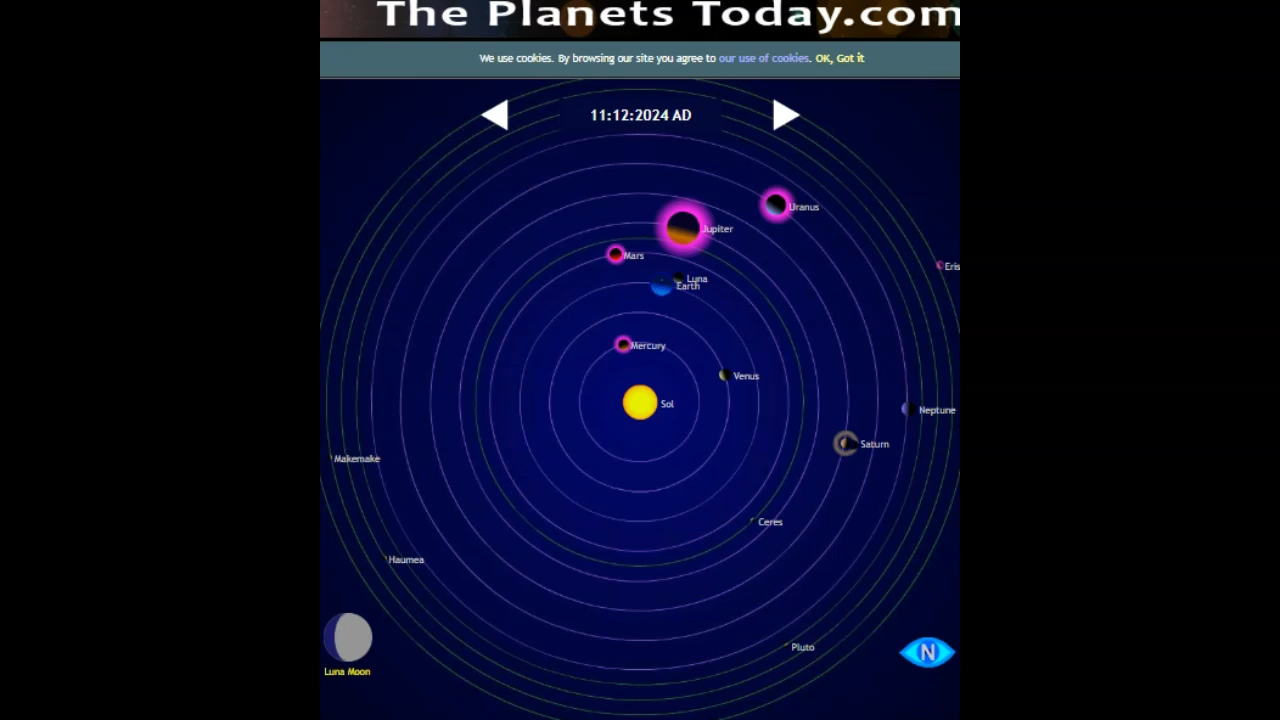 The Planets Today.com
We use cookies. By browsing our site you agree to our use of cookies. OK, Got it
11:12:2024 AD
Uranus
Jupiter
Mars
Eris
Luna
Earth
Mercury
Venus
Sol
Neptune
Saturn
Makemake
Ceres
Haumea
Pluto
N
Luna Moon